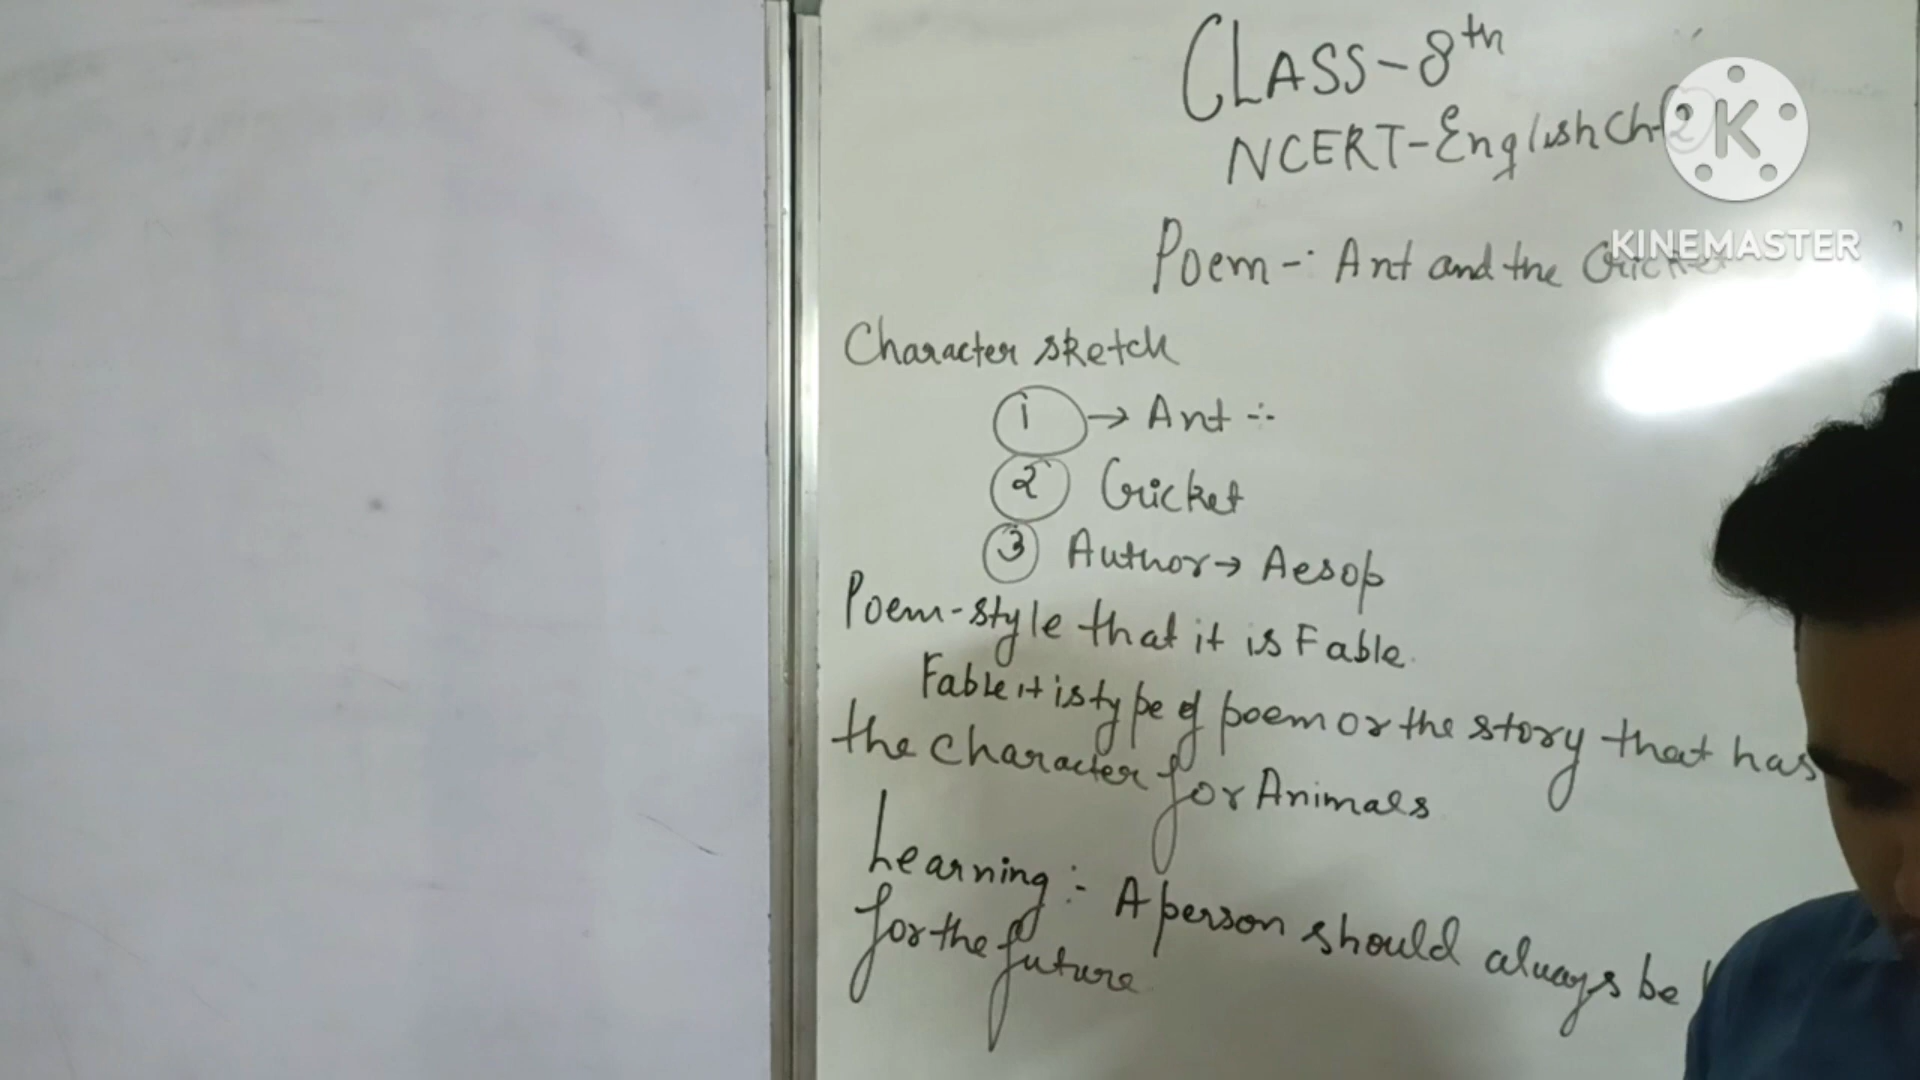 CLASS-8th
NCERT-English Ch-2
KINEMASTER
Poem-: Ant and the Cricket
Character sketch
1 → Ant :-
2 Cricket
3 Author → Aesop
Poem-style that it is Fable.
Fable it is type of poem or the story that has
the character for Animals
Learning :- A person should always be
for the future